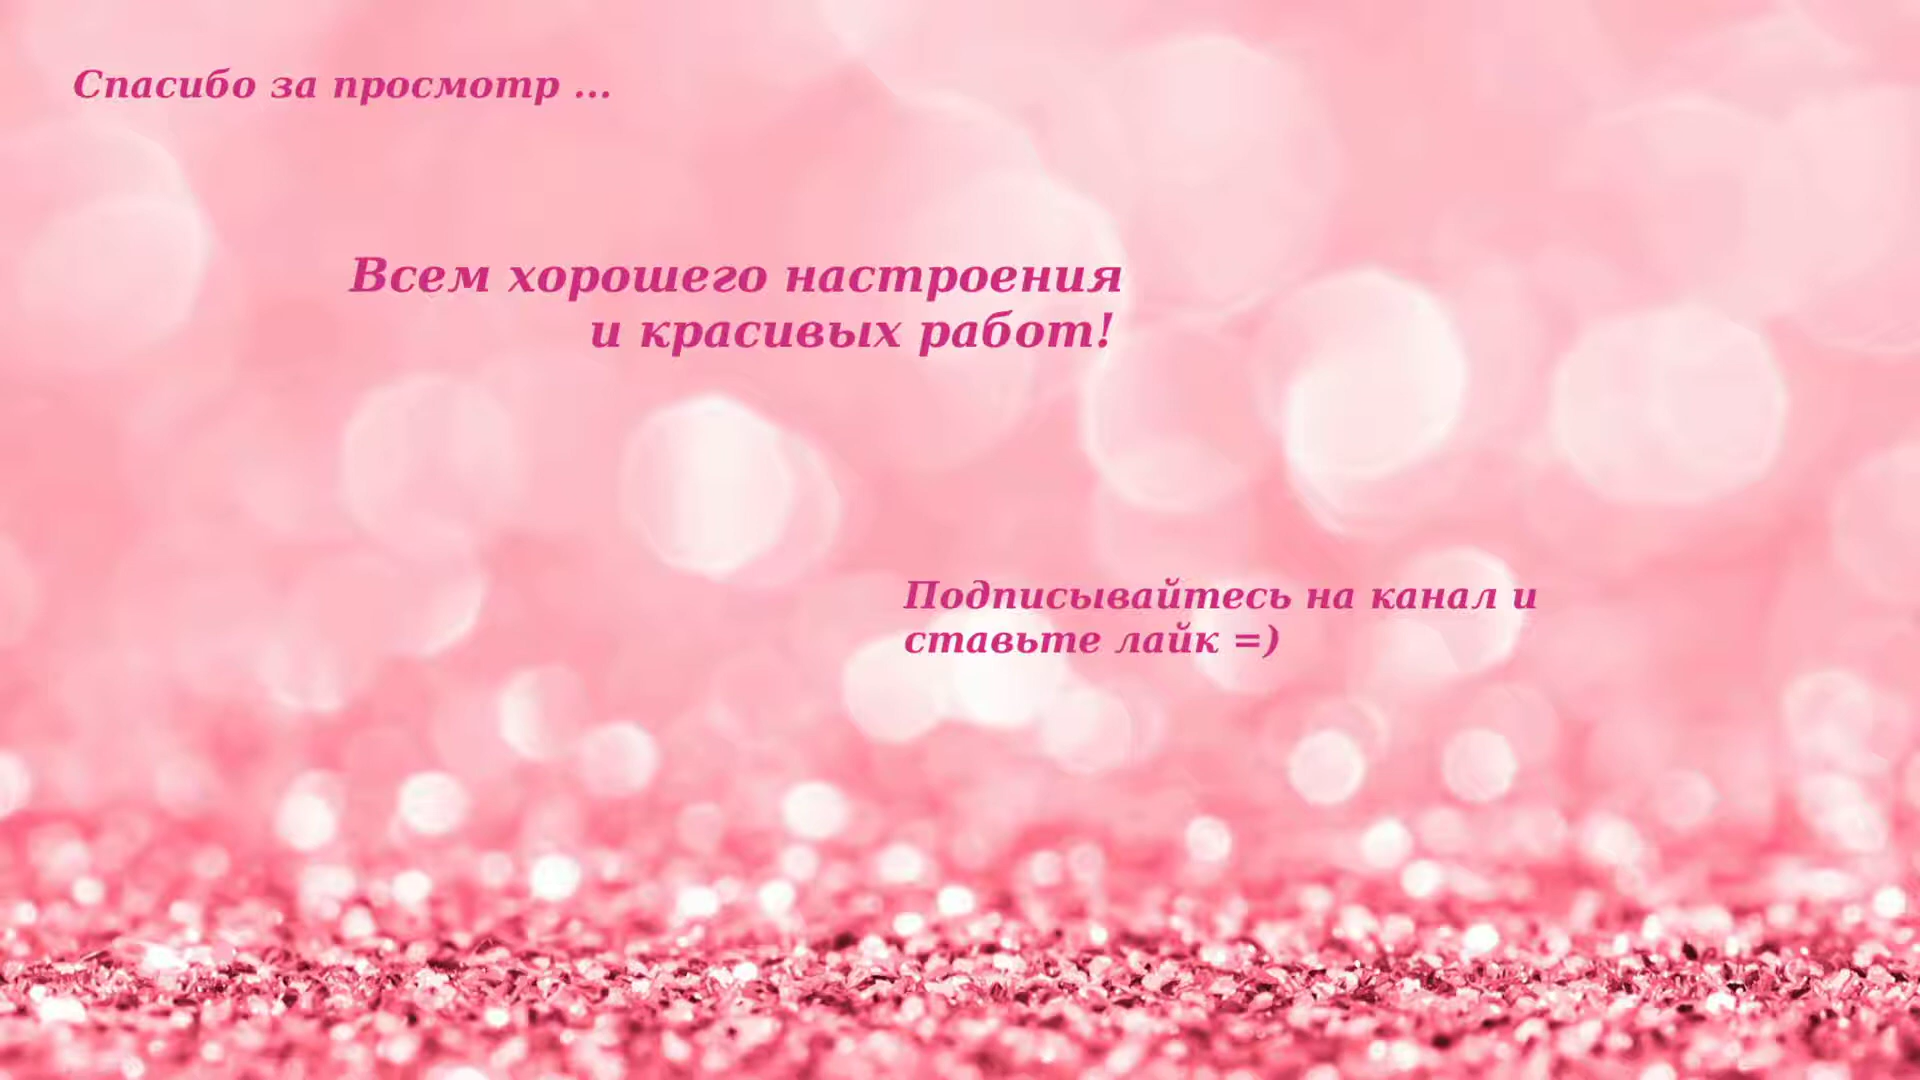 Спасибо за просмотр ...
Всем хорошего настроения
и красивых работ!
Подписывайтесь на канал и
ставьте лайк =)